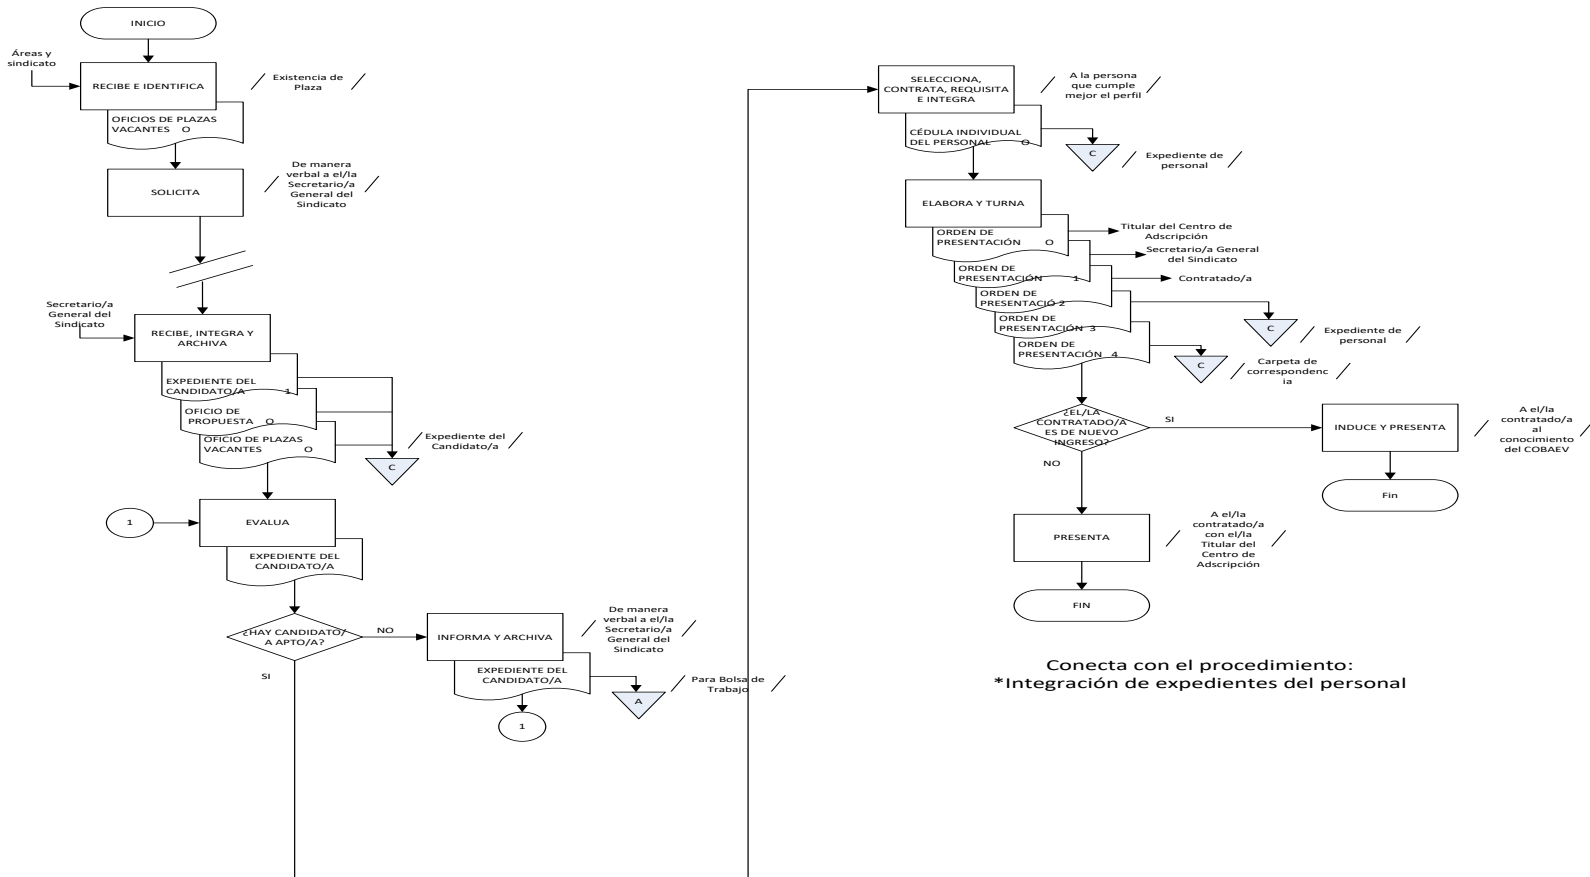 INICIO
Áreas y
sindicato
RECIBE E IDENTIFICA
Existencia de
Plaza
OFICIOS DE PLAZAS
VACANTES O
SOLICITA
De manera
verbal a el/la
Secretario/a
General del
Sindicato
Secretario/a
General del
Sindicato
RECIBE, INTEGRA Y
ARCHIVA
EXPEDIENTE DEL
CANDIDATO/A 1
OFICIO DE
PROPUESTA O
OFICIO DE PLAZAS
VACANTES O
Expediente del
Candidato/a
C
1
EVALUA
EXPEDIENTE DEL
CANDIDATO/A
¿HAY CANDIDATO/
A APTO/A?
NO
SI
INFORMA Y ARCHIVA
De manera
verbal a el/la
Secretario/a
General del
Sindicato
EXPEDIENTE DEL
CANDIDATO/A
A
Para Bolsa de
Trabajo
1
SELECCIONA,
CONTRATA, REQUISITA
E INTEGRA
A la persona
que cumple
mejor el perfil
CÉDULA INDIVIDUAL
DEL PERSONAL O
C
Expediente de
personal
ELABORA Y TURNA
ORDEN DE
PRESENTACIÓN O
Titular del Centro de
Adscripción
ORDEN DE
PRESENTACIÓN 1
Secretario/a General
del Sindicato
ORDEN DE
PRESENTACIÓ 2
Contratado/a
ORDEN DE
PRESENTACIÓN 3
C
Expediente de
personal
ORDEN DE
PRESENTACIÓN 4
C
Carpeta de
correspondenc
ia
¿EL/LA
CONTRATADO/A
ES DE NUEVO
INGRESO?
SI
NO
INDUCE Y PRESENTA
A el/la
contratado/a
al
conocimiento
del COBAEV
Fin
PRESENTA
A el/la
contratado/a
con el/la
Titular del
Centro de
Adscripción
FIN
Conecta con el procedimiento:
*Integración de expedientes del personal